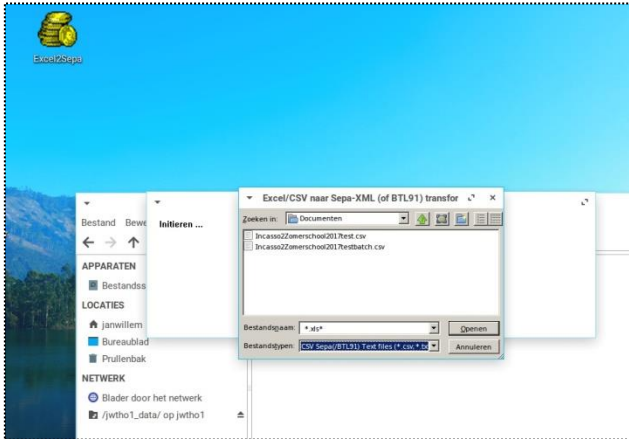 Excel2Sepa
Excel/CSV naar Sepa-XML (of BTL91) transfor
Zoeken in: Documenten
Incasso2Zomerschool2017test.csv
Incasso2Zomerschool2017testbatch.csv
Bestandsnaam: *.xls* Openen
Bestandstypen: CSV Sepa(/BTL91) Text files (*.csv,*.tx Annuleren
Initieren ...
Bestand Bewe
APPARATEN
Bestandss
LOCATIES
janwillem
Bureaublad
Prullenbak
NETWERK
Blader door het netwerk
/jwtho1_data/ op jwtho1